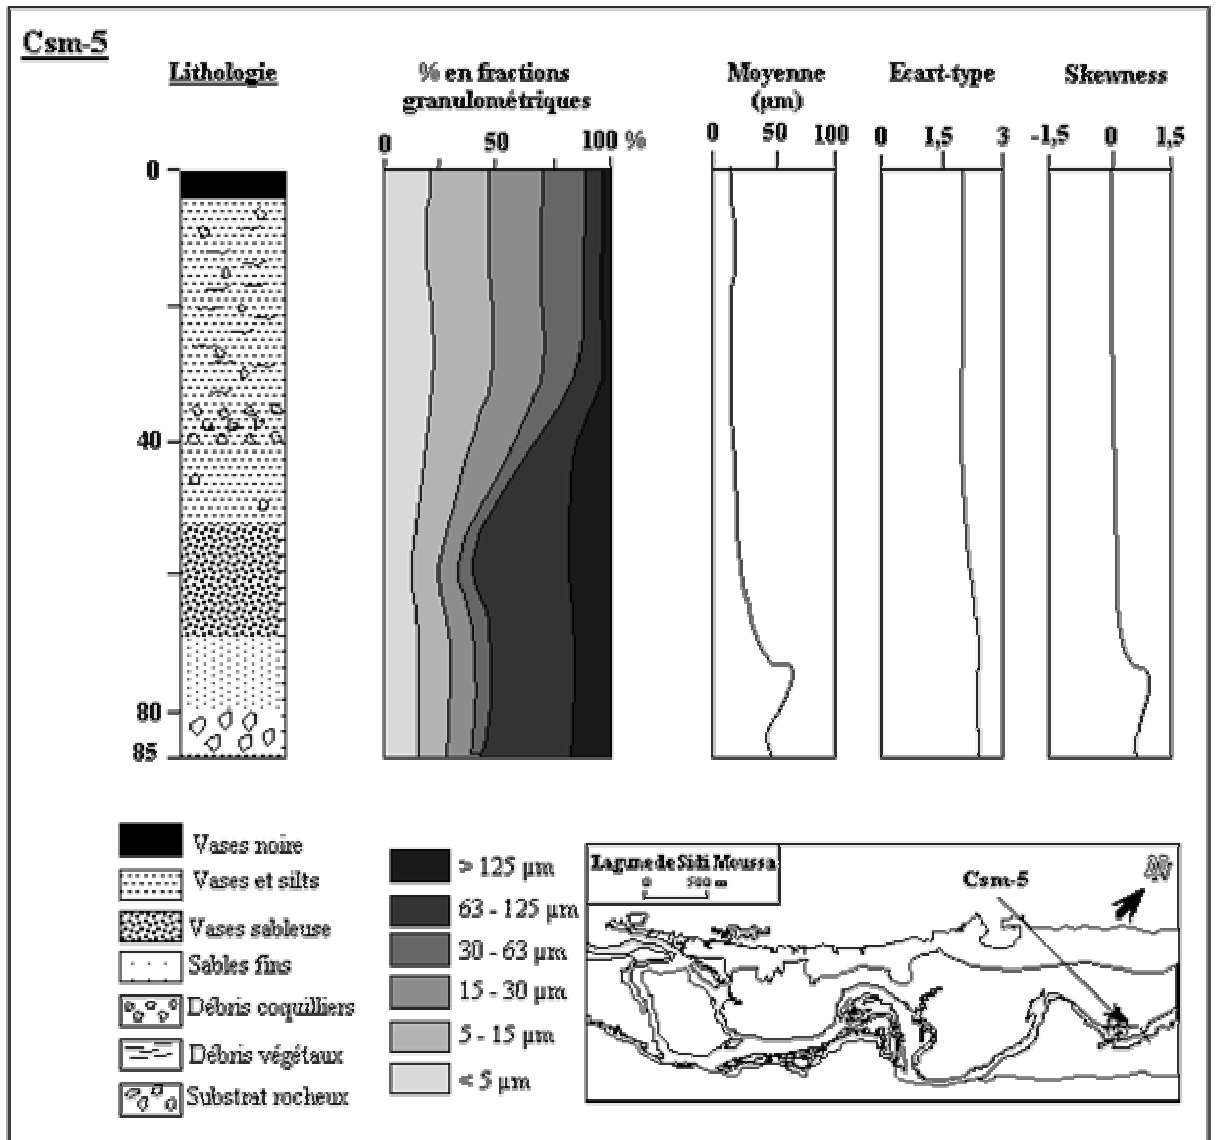 Csm-5
Lithologie
% en fractions
granulométriques
Moyenne
(µm)
Ecart-type
Skewness
0 50 100 %
0 50 100
0 1,5 3
-1,5 0 1,5
0
40
80
85
Vases noire
Vases et silts
Vases sableuse
Sables fins
Débris coquilliers
Débris végétaux
Substrat rocheux
> 125 µm
63 - 125 µm
30 - 63 µm
15 - 30 µm
5 - 15 µm
< 5 µm
Lagune de Sidi Moussa
0 500 m
Csm-5